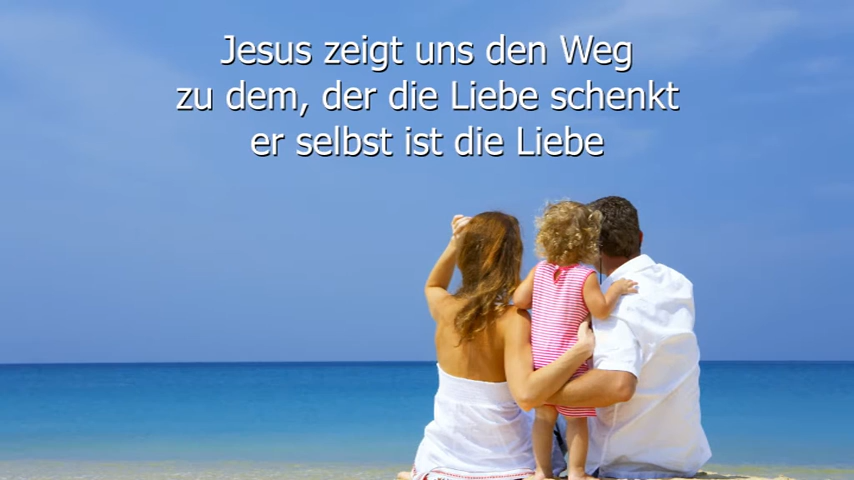 Jesus zeigt uns den Weg
zu dem, der die Liebe schenkt
er selbst ist die Liebe